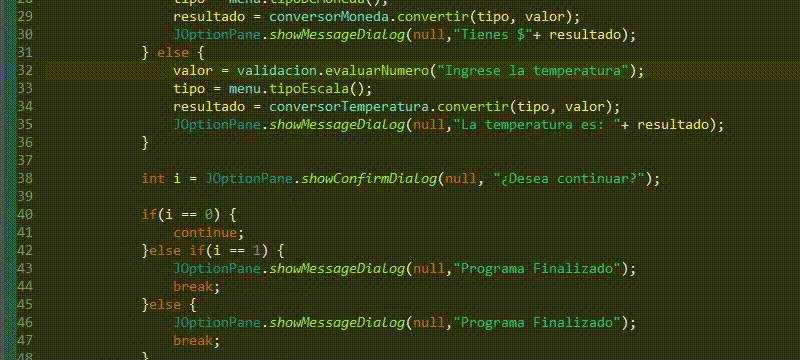 28 tipo = menu.tipoDeMoneda();
29 resultado = conversorMoneda.convertir(tipo, valor);
30 JOptionPane.showMessageDialog(null,"Tienes $"+ resultado);
31 } else {
32 valor = validacion.evaluarNumero("Ingrese la temperatura");
33 tipo = menu.tipoEscala();
34 resultado = conversorTemperatura.convertir(tipo, valor);
35 JOptionPane.showMessageDialog(null,"La temperatura es: "+ resultado);
36 }
37
38 int i = JOptionPane.showConfirmDialog(null, "¿Desea continuar?");
39
40 if(i == 0) {
41 continue;
42 }else if(i == 1) {
43 JOptionPane.showMessageDialog(null,"Programa Finalizado");
44 break;
45 }else {
46 JOptionPane.showMessageDialog(null,"Programa Finalizado");
47 break;
48 }